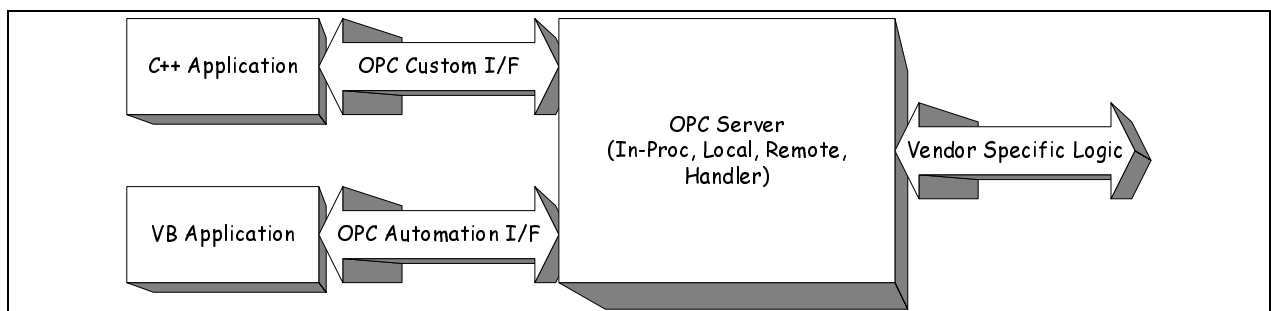 C++ Application
OPC Custom I/F
OPC Server
(In-Proc, Local, Remote,
Handler)
Vendor Specific Logic
VB Application
OPC Automation I/F